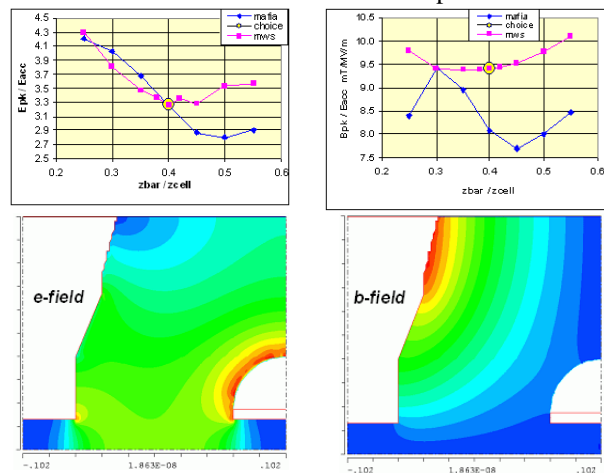 mafia
choice
mws
Epk / Eacc
4.5
4.3
4.1
3.9
3.7
3.5
3.3
3.1
2.9
2.7
2.5
0.2 0.3 0.4 0.5 0.6
zbar / zcell
mafia
choice
mws
Bpk / Eacc mT/MV/m
10.5
10.0
9.5
9.0
8.5
8.0
7.5
0.2 0.3 0.4 0.5 0.6
zbar / zcell
e-field
-.102 1.863E-08 .102
b-field
-.102 1.863E-08 .102